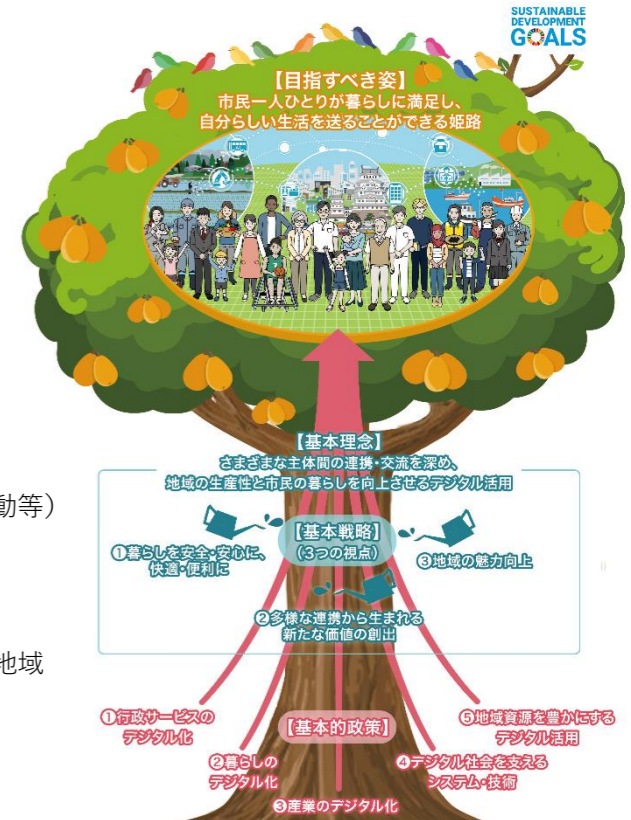 SUSTAINABLE
DEVELOPMENT
GOALS
【目指すべき姿】
市民一人ひとりが暮らしに満足し、
自分らしい生活を送ることができる姫路
【基本理念】
さまざまな主体間の連携・交流を深め、
地域の生産性と市民の暮らしを向上させるデジタル活用
動等）
【基本戦略】
（3つの視点）
❶暮らしを安全・安心に、
快適・便利に
❸地域の魅力向上
❷多様な連携から生まれる
新たな価値の創出
地域
❶行政サービスの
デジタル化
【基本的政策】
❺地域資源を豊かにする
デジタル活用
❷暮らしの
デジタル化
❹デジタル社会を支える
システム・技術
❸産業のデジタル化